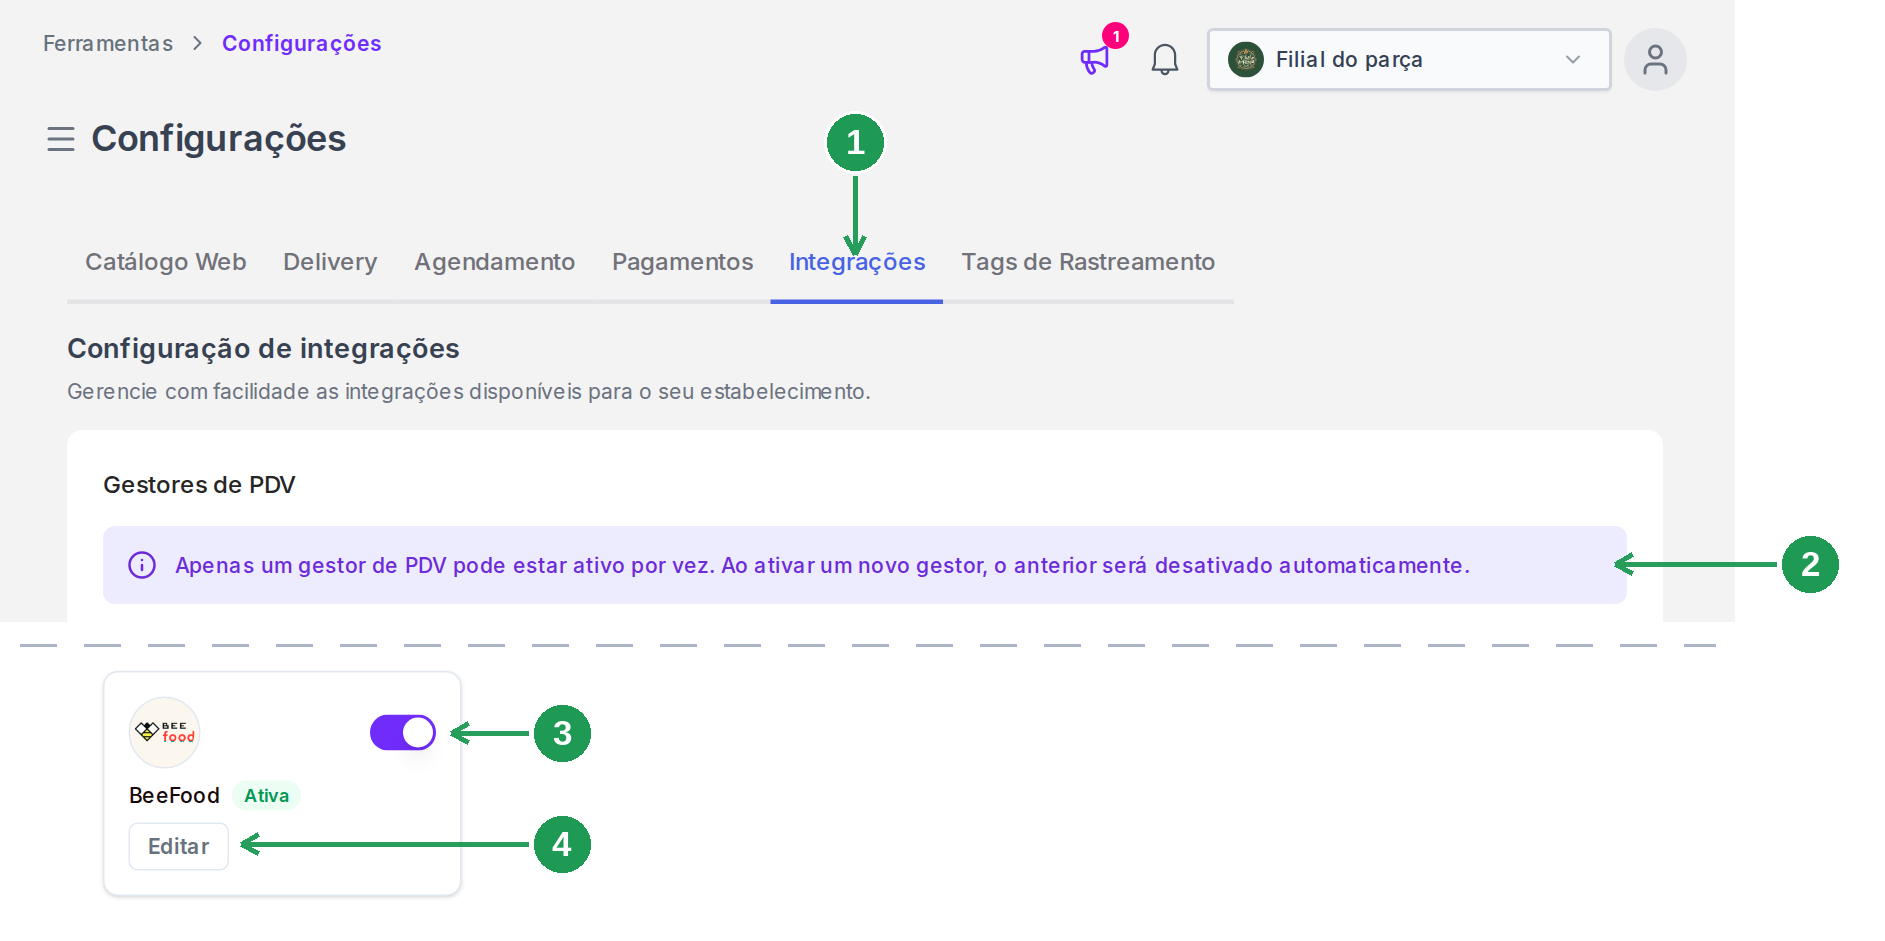 Ferramentas > Configurações
1
Filial do parça
Configurações
1
Catálogo Web
Delivery
Agendamento
Pagamentos
Integrações
Tags de Rastreamento
Configuração de integrações
Gerencie com facilidade as integrações disponíveis para o seu estabelecimento.
Gestores de PDV
Apenas um gestor de PDV pode estar ativo por vez. Ao ativar um novo gestor, o anterior será desativado automaticamente.
2
BEE
food
3
BeeFood
Ativa
Editar
4